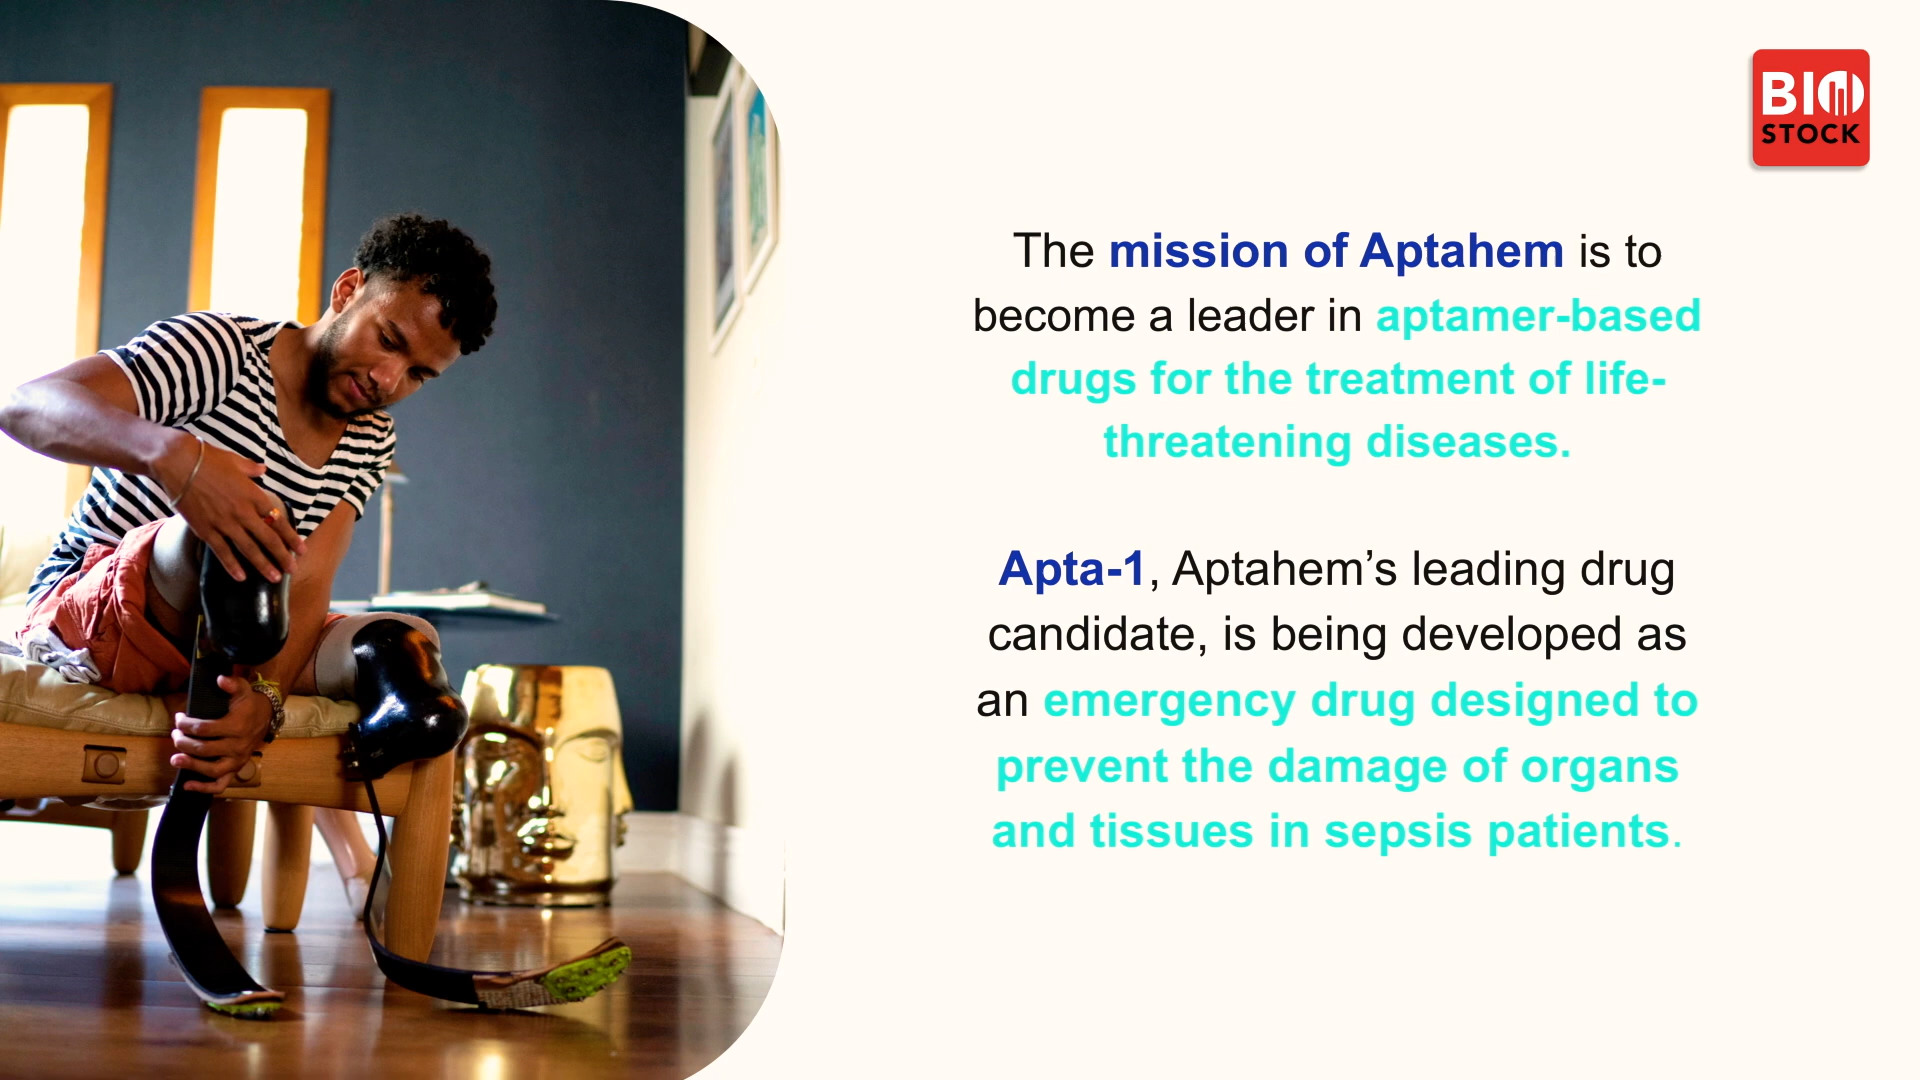 BIO
STOCK
The mission of Aptahem is to
become a leader in aptamer-based
drugs for the treatment of life-
threatening diseases.
Apta-1, Aptahem’s leading drug
candidate, is being developed as
an emergency drug designed to
prevent the damage of organs
and tissues in sepsis patients.